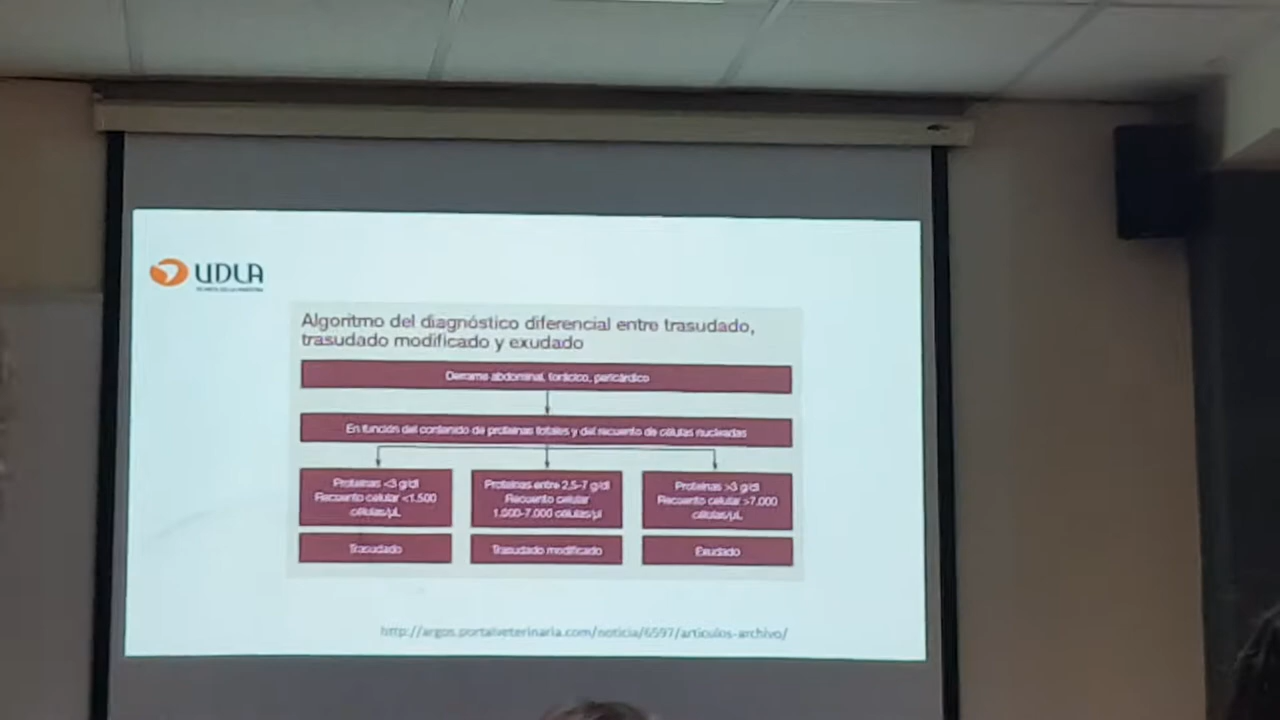 UDLA
Algoritmo del diagnóstico diferencial entre trasudado,
trasudado modificado y exudado
Derrame abdominal, torácico, pericárdico
En función del contenido de proteínas totales y del recuento de células nucleadas
Proteínas <3 g/dl
Recuento celular <1.500
células/µL
Proteínas entre 2,5-7 g/dl
Recuento celular
1.000-7.000 células/µl
Proteínas >3 g/dl
Recuento celular >7.000
células/µL
Trasudado
Trasudado modificado
Exudado
http://argos.portalveterinaria.com/noticia/6597/articulos-archivo/